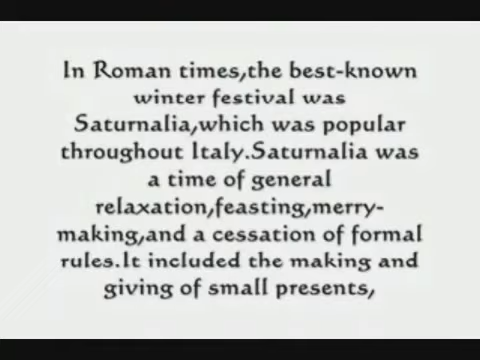 In Roman times,the best-known
winter festival was
Saturnalia,which was popular
throughout Italy.Saturnalia was
a time of general
relaxation,feasting,merry-
making,and a cessation of formal
rules.It included the making and
giving of small presents,